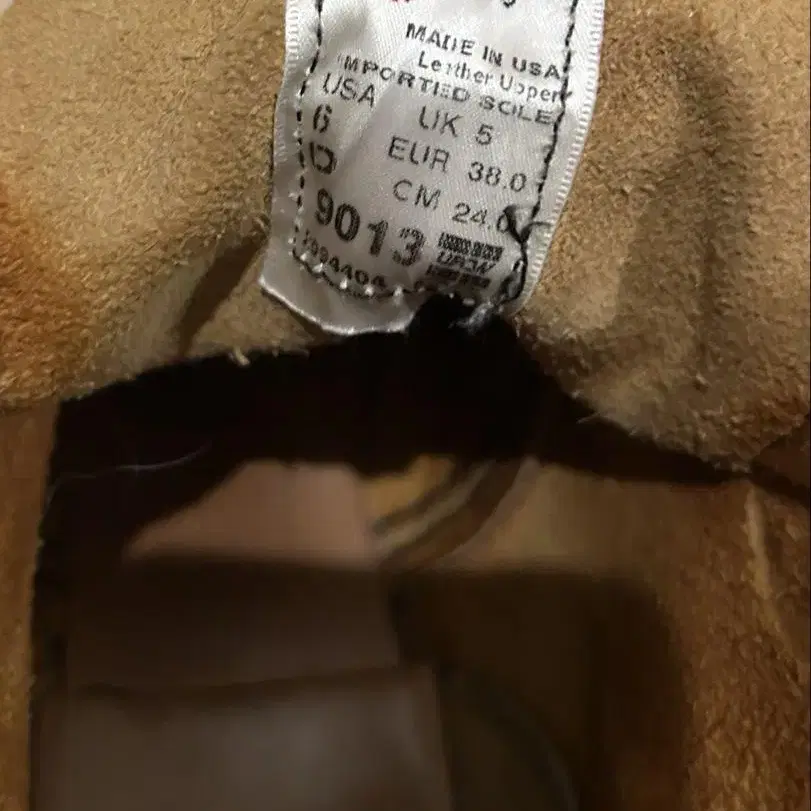 MADE IN USA
Leather Upper
IMPORTED SOLE
USA UK 5
6 EUR 38.0
D CM 24.0
9013